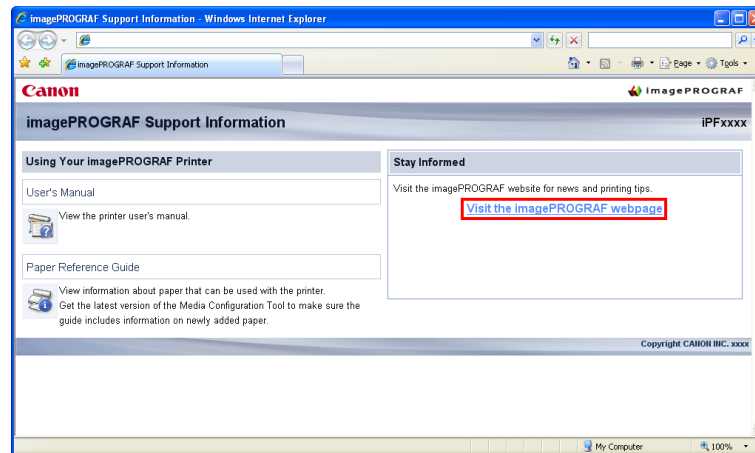 imagePROGRAF Support Information - Windows Internet Explorer
imagePROGRAF Support Information
Page
Tools
Canon
imagePROGRAF
imagePROGRAF Support Information
iPFxxxx
Using Your imagePROGRAF Printer
User's Manual
View the printer user's manual.
Paper Reference Guide
View information about paper that can be used with the printer.
Get the latest version of the Media Configuration Tool to make sure the
guide includes information on newly added paper.
Stay Informed
Visit the imagePROGRAF website for news and printing tips.
Visit the imagePROGRAF webpage
Copyright CANON INC. xxxx
My Computer
100%